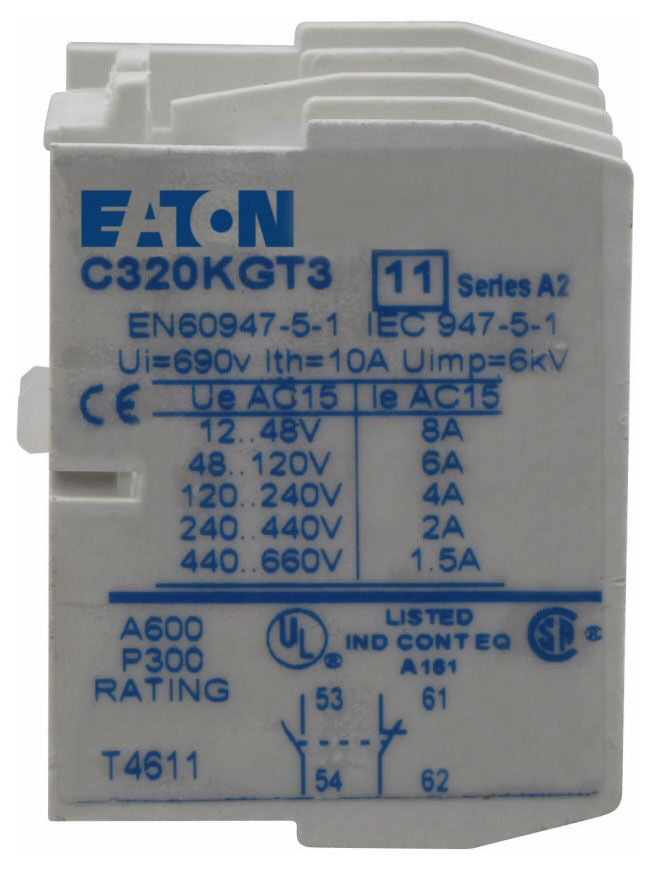 EATON
C320KGT3 11 Series A2
EN60947-5-1 IEC 947-5-1
Ui=690v Ith=10A Uimp=6kV
CE Ue AC15 Ie AC15
12..48V 8A
48..120V 6A
120..240V 4A
240..440V 2A
440..660V 1.5A
A600
P300
RATING
UL ®
LISTED
IND CONT EQ
A161
SA ®
53 61
T4611
54 62